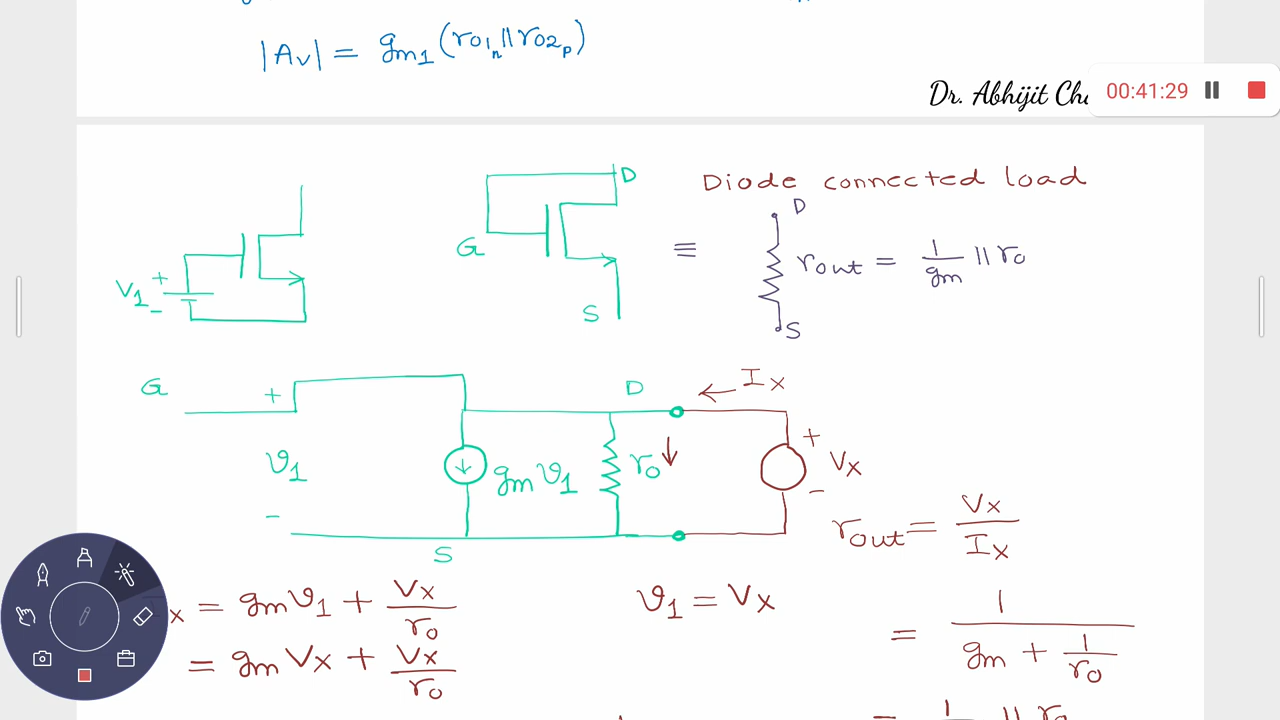 |Av| = gm1 (ro1n || ro2p)
Dr. Abhijit
00:41:29
Diode connected load
D
G
S
V1 + -
≡
D
rout = 1/gm || ro
S
G + D ← Ix
v1 gm v1 ro ↓ + Vx -
- S
rout = Vx/Ix
x = gm v1 + Vx/ro
v1 = Vx
= 1/(gm + 1/ro)
= gm Vx + Vx/ro